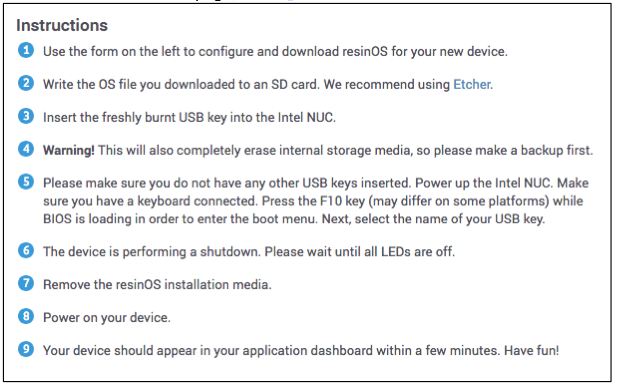 Instructions
1 Use the form on the left to configure and download resinOS for your new device.
2 Write the OS file you downloaded to an SD card. We recommend using Etcher.
3 Insert the freshly burnt USB key into the Intel NUC.
4 Warning! This will also completely erase internal storage media, so please make a backup first.
5 Please make sure you do not have any other USB keys inserted. Power up the Intel NUC. Make
sure you have a keyboard connected. Press the F10 key (may differ on some platforms) while
BIOS is loading in order to enter the boot menu. Next, select the name of your USB key.
6 The device is performing a shutdown. Please wait until all LEDs are off.
7 Remove the resinOS installation media.
8 Power on your device.
9 Your device should appear in your application dashboard within a few minutes. Have fun!